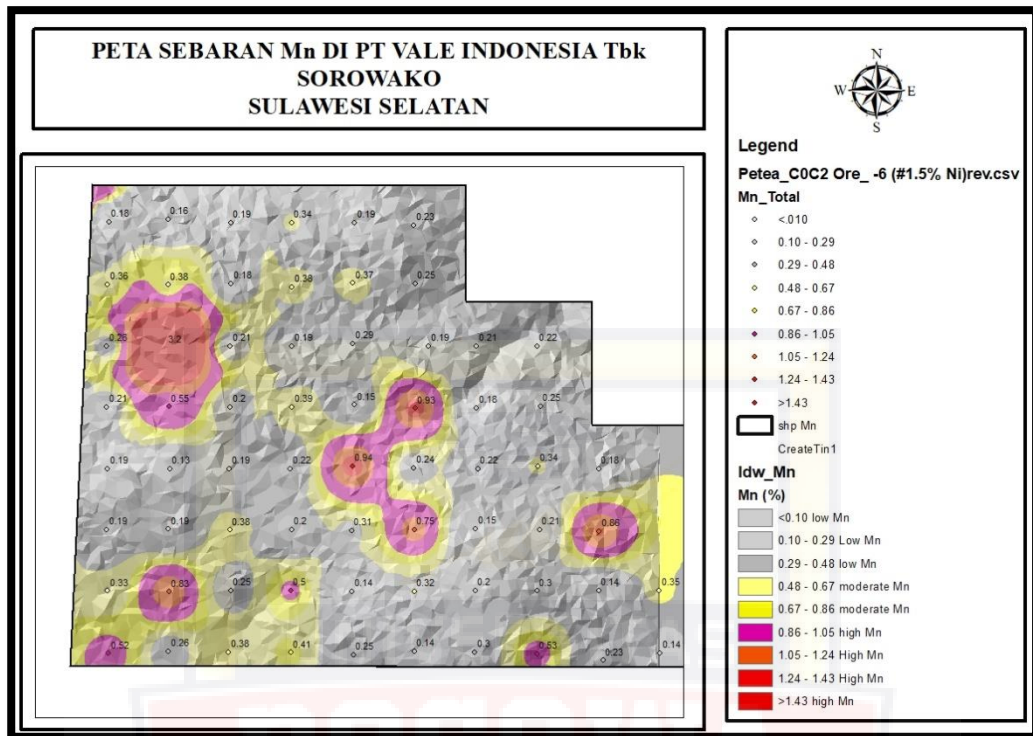 PETA SEBARAN Mn DI PT VALE INDONESIA Tbk
SOROWAKO
SULAWESI SELATAN
N
W E
S
Legend
Petea_C0C2 Ore_ -6 (#1.5% Ni)rev.csv
Mn_Total
<.010
0.10 - 0.29
0.29 - 0.48
0.48 - 0.67
0.67 - 0.86
0.86 - 1.05
1.05 - 1.24
1.24 - 1.43
>1.43
shp Mn
CreateTin1
Idw_Mn
Mn (%)
<0.10 low Mn
0.10 - 0.29 Low Mn
0.29 - 0.48 low Mn
0.48 - 0.67 moderate Mn
0.67 - 0.86 moderate Mn
0.86 - 1.05 high Mn
1.05 - 1.24 High Mn
1.24 - 1.43 High Mn
>1.43 high Mn
0.18 0.16 0.19 0.34 0.19 0.23
0.36 0.38 0.18 0.38 0.37 0.25
0.26 3.2 0.21 0.19 0.29 0.19 0.21 0.22
0.21 0.55 0.2 0.39 0.15 0.93 0.18 0.25
0.19 0.13 0.19 0.22 0.94 0.24 0.22 0.34 0.18
0.19 0.19 0.38 0.2 0.31 0.75 0.15 0.21 0.86
0.33 0.83 0.25 0.5 0.14 0.32 0.2 0.3 0.14 0.35
0.52 0.26 0.38 0.41 0.25 0.14 0.3 0.53 0.23 0.14